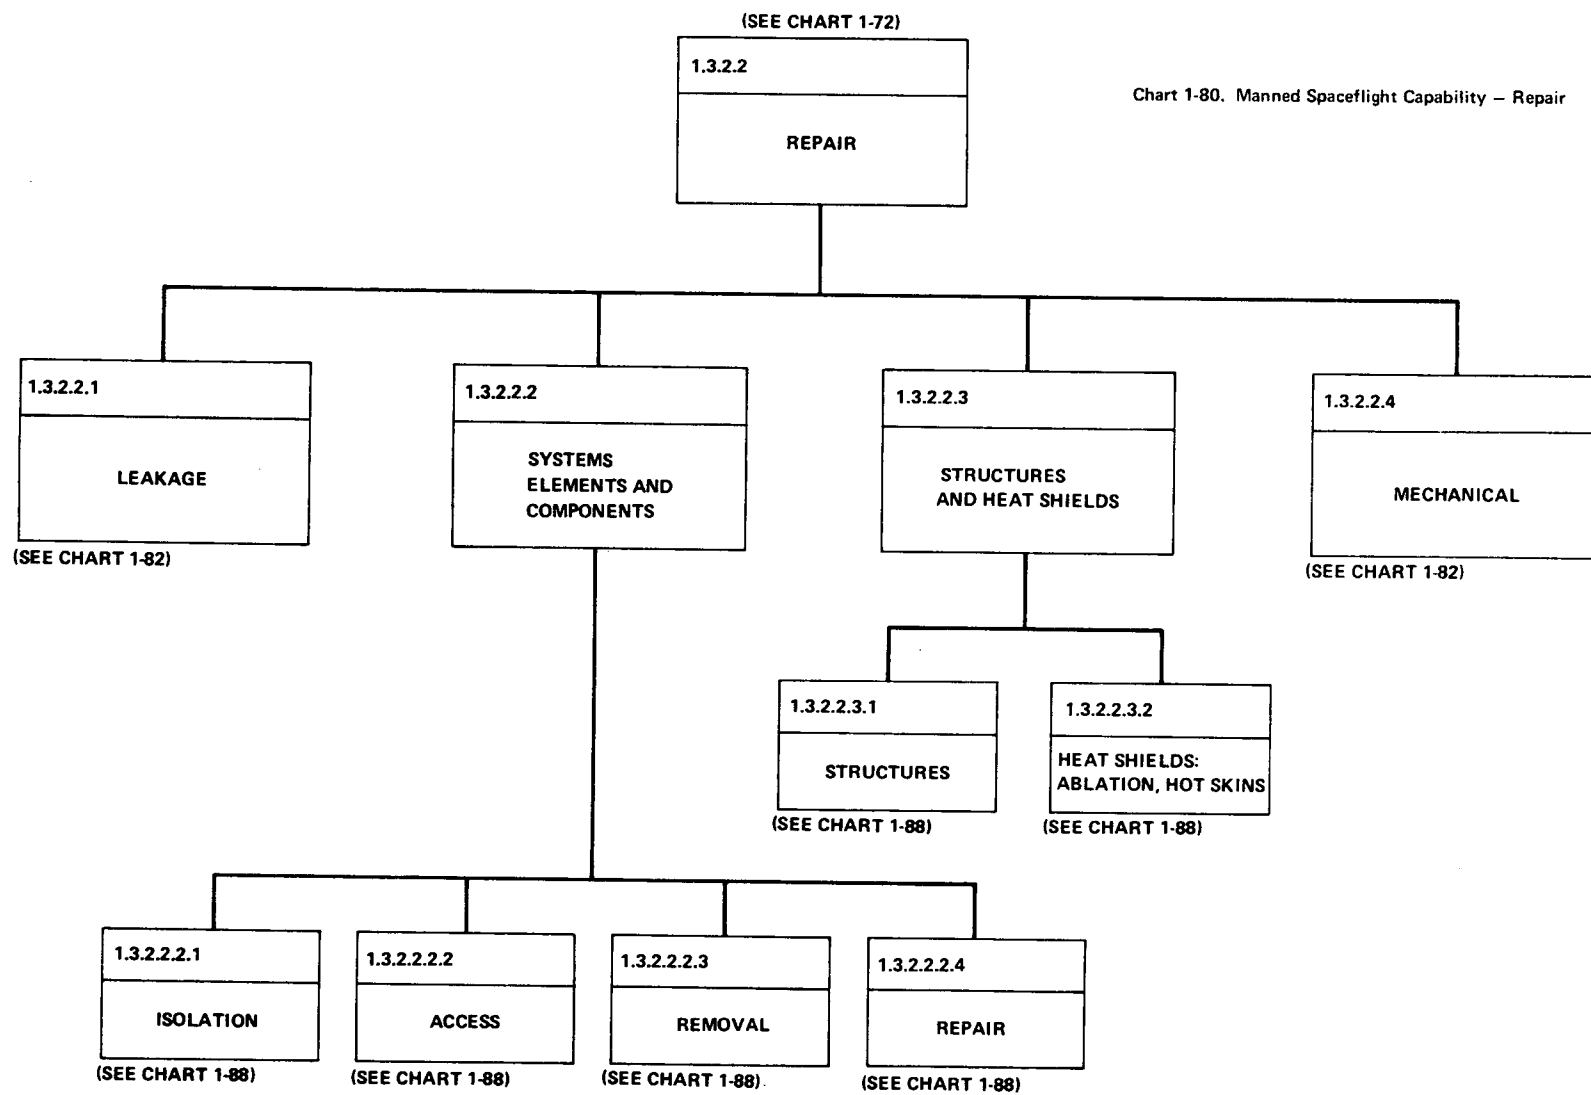 (SEE CHART 1-72)
1.3.2.2
REPAIR
Chart 1-80. Manned Spaceflight Capability — Repair
1.3.2.2.1
LEAKAGE
(SEE CHART 1-82)
1.3.2.2.2
SYSTEMS
ELEMENTS AND
COMPONENTS
1.3.2.2.3
STRUCTURES
AND HEAT SHIELDS
1.3.2.2.4
MECHANICAL
(SEE CHART 1-82)
1.3.2.2.3.1
STRUCTURES
(SEE CHART 1-88)
1.3.2.2.3.2
HEAT SHIELDS:
ABLATION, HOT SKINS
(SEE CHART 1-88)
1.3.2.2.2.1
ISOLATION
(SEE CHART 1-88)
1.3.2.2.2.2
ACCESS
(SEE CHART 1-88)
1.3.2.2.2.3
REMOVAL
(SEE CHART 1-88)
1.3.2.2.2.4
REPAIR
(SEE CHART 1-88)